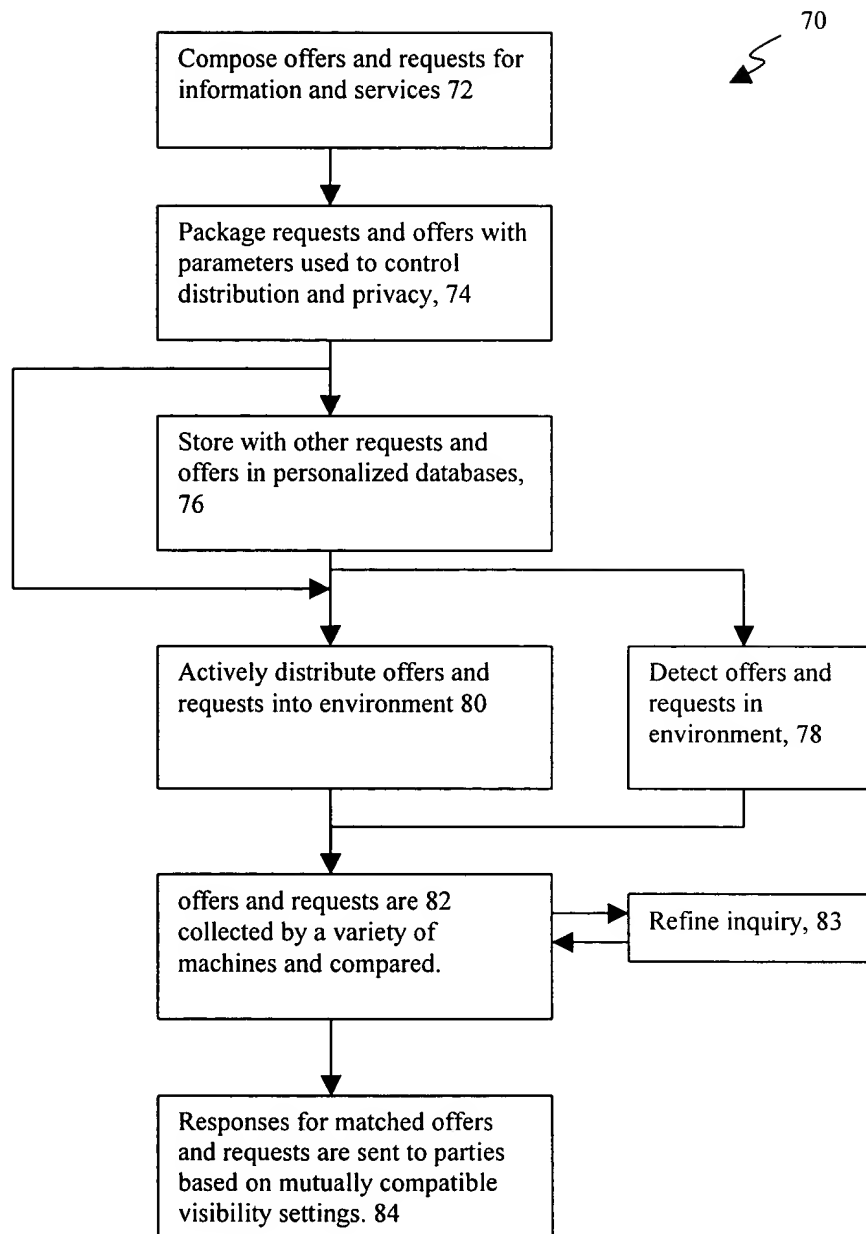 70
Compose offers and requests for
information and services 72
Package requests and offers with
parameters used to control
distribution and privacy, 74
Store with other requests and
offers in personalized databases,
76
Actively distribute offers and
requests into environment 80
Detect offers and
requests in
environment, 78
offers and requests are 82
collected by a variety of
machines and compared.
Refine inquiry, 83
Responses for matched offers
and requests are sent to parties
based on mutually compatible
visibility settings. 84